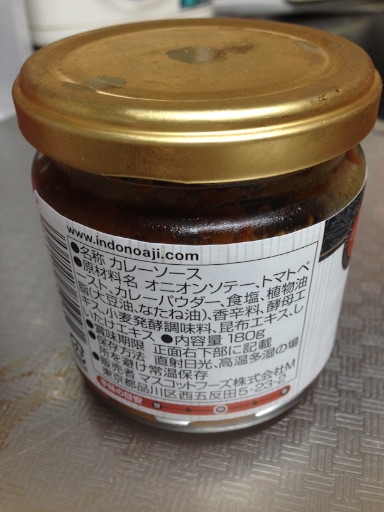 www.indonoaji.com
●名称 カレーソース
●原材料名 オニオンソテー、トマトペ
ースト、カレーパウダー、食塩、植物油
脂(大豆油、なたね油)、香辛料、酵母エ
キス、小麦発酵調味料、昆布エキス、し
いたけエキス ●内容量 180g
●賞味期限 正面右下部に記載
●保存方法 直射日光、高温多湿の場
所を避け常温保存
●販売者 マスコットフーズ株式会社M
東京都品川区西五反田5-23-2